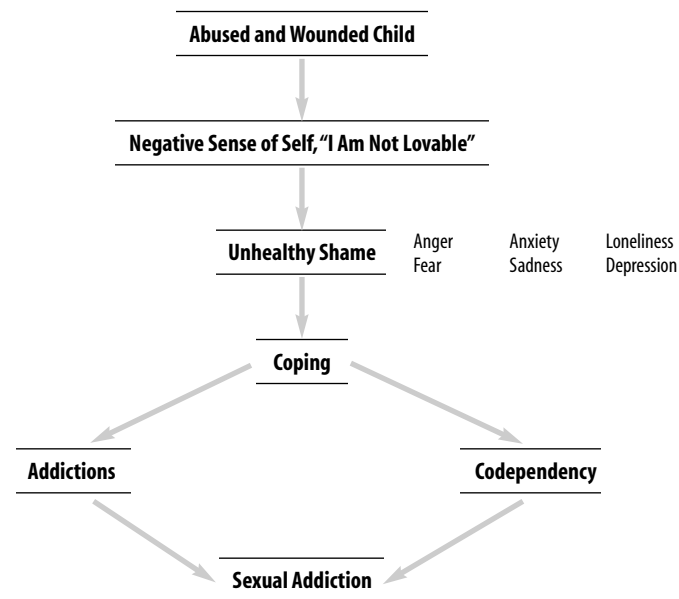 Abused and Wounded Child
Negative Sense of Self, “I Am Not Lovable”
Unhealthy Shame Anger Anxiety Loneliness
Fear Sadness Depression
Coping
Addictions Codependency
Sexual Addiction